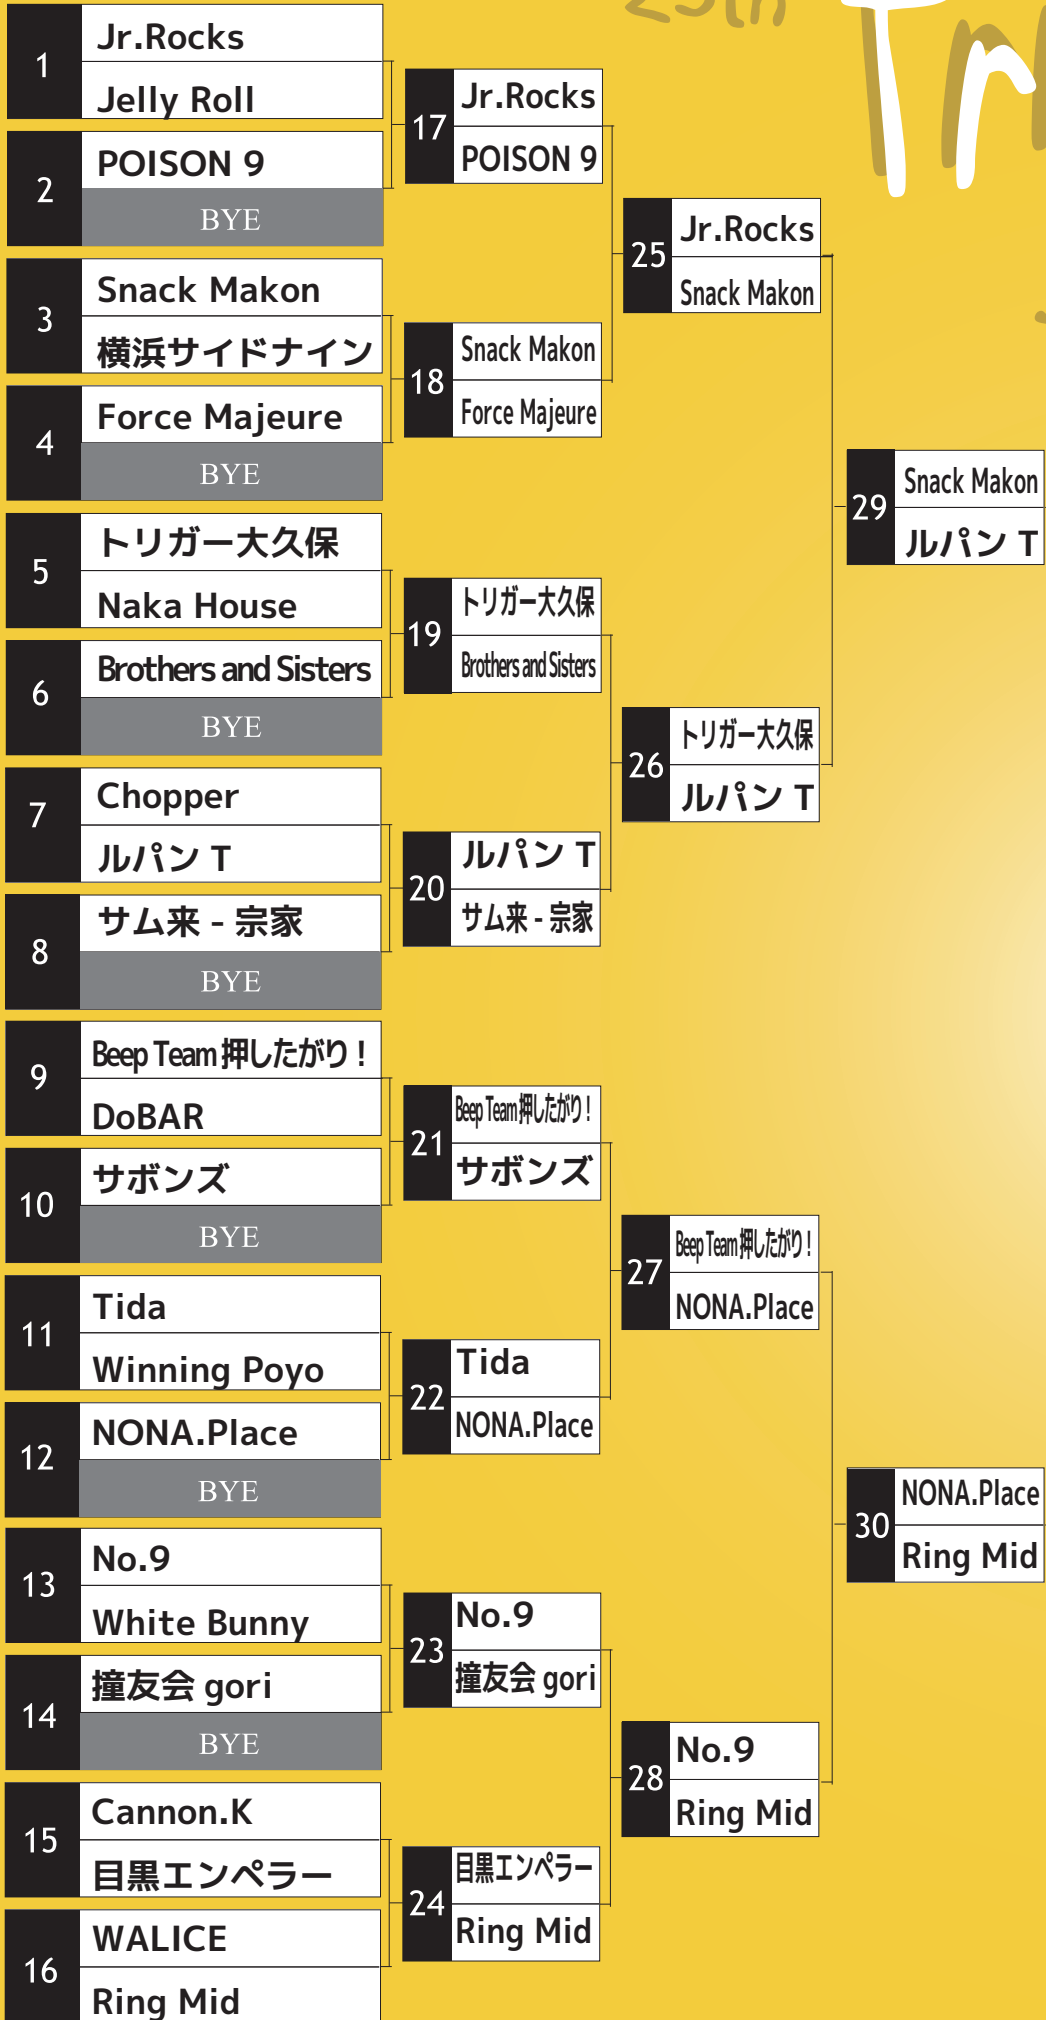 25th
Tr
1
Jr.Rocks
Jelly Roll
2
POISON 9
BYE
3
Snack Makon
横浜サイドナイン
4
Force Majeure
BYE
5
トリガー大久保
Naka House
6
Brothers and Sisters
BYE
7
Chopper
ルパン T
8
サム来 - 宗家
BYE
9
Beep Team 押したがり！
DoBAR
10
サボンズ
BYE
11
Tida
Winning Poyo
12
NONA.Place
BYE
13
No.9
White Bunny
14
撞友会 gori
BYE
15
Cannon.K
目黒エンペラー
16
WALICE
Ring Mid
17
Jr.Rocks
POISON 9
18
Snack Makon
Force Majeure
19
トリガー大久保
Brothers and Sisters
20
ルパン T
サム来 - 宗家
21
Beep Team 押したがり！
サボンズ
22
Tida
NONA.Place
23
No.9
撞友会 gori
24
目黒エンペラー
Ring Mid
25
Jr.Rocks
Snack Makon
26
トリガー大久保
ルパン T
27
Beep Team 押したがり！
NONA.Place
28
No.9
Ring Mid
29
Snack Makon
ルパン T
30
NONA.Place
Ring Mid